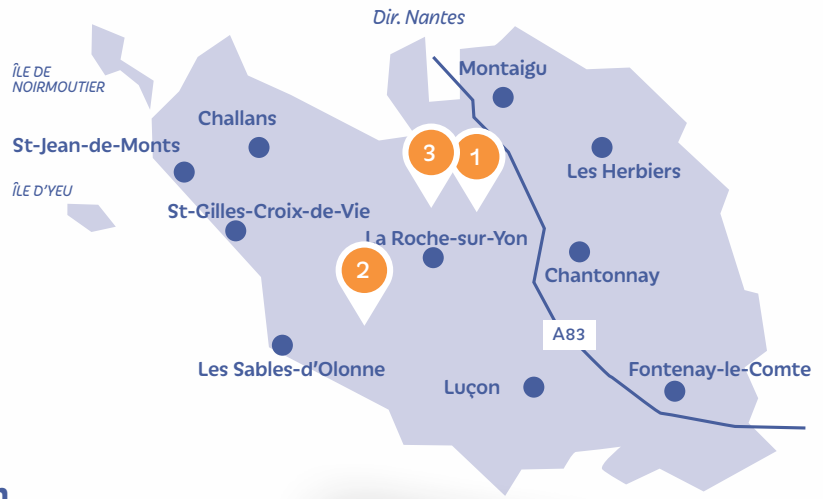 Dir. Nantes
ÎLE DE
NOIRMOUTIER
Montaigu
Challans
St-Jean-de-Monts
3
1
Les Herbiers
ÎLE D'YEU
St-Gilles-Croix-de-Vie
La Roche-sur-Yon
2
Chantonnay
A83
Les Sables-d'Olonne
Fontenay-le-Comte
Luçon